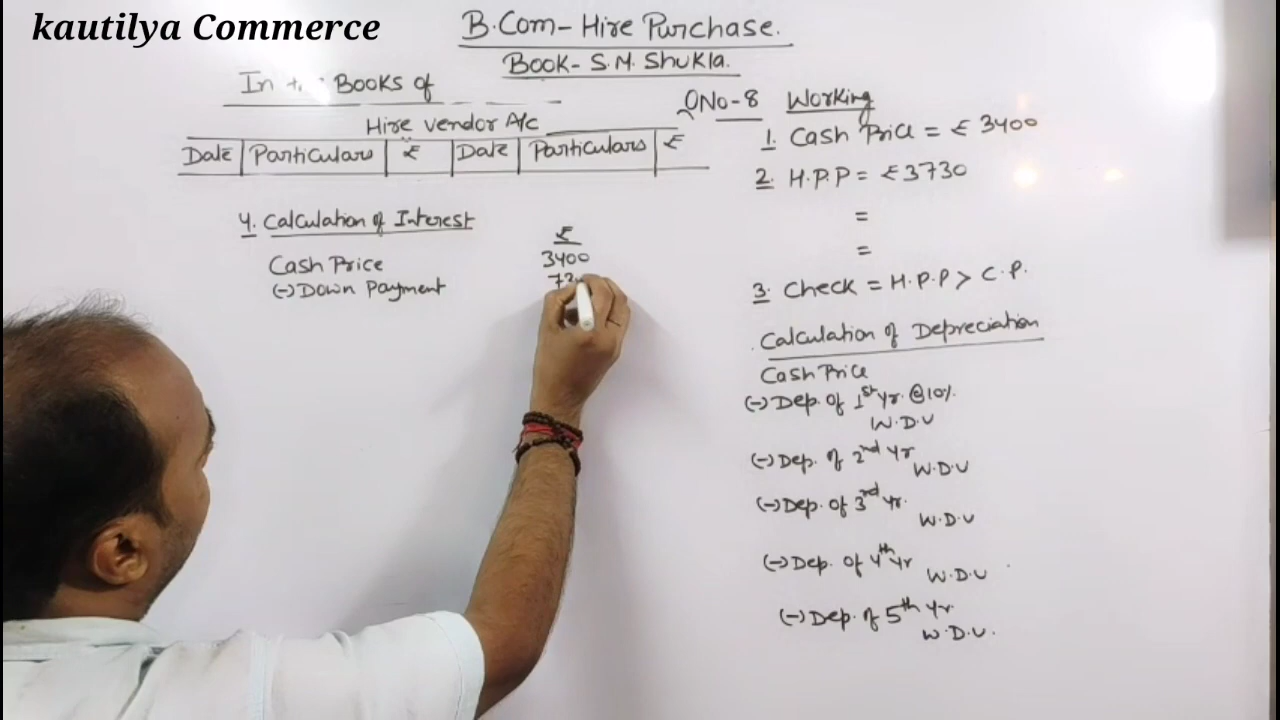 kautilya Commerce
B.Com- Hire Purchase.
Book- S.M. Shukla.
In Books of
QNo-8
Hire vendor A/c
Date Particulars ₹ Date Particulars ₹
Working
1. Cash Price = ₹ 3400
2. H.P.P = ₹3730
=
=
3. Check = H.P.P > C.P.
4. Calculation of Interest
₹
Cash Price 3400
(-) Down Payment
Calculation of Depreciation
Cash Price
(-) Dep. of 1st yr. @10%.
W.D.V
(-) Dep. of 2nd yr
W.D.V
(-) Dep. of 3rd yr.
W.D.V
(-) Dep. of 4th yr
W.D.V
(-) Dep. of 5th yr.
W.D.V.